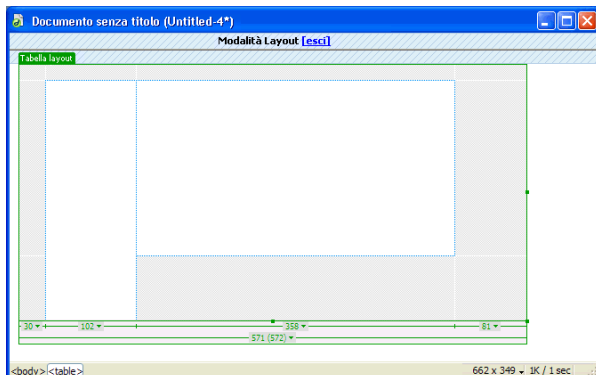 Documento senza titolo (Untitled-4*)
Modalità Layout [esci]
Tabella layout
30 102 358 81
571 (572)
<body> <table> 662 x 349 1K / 1 sec